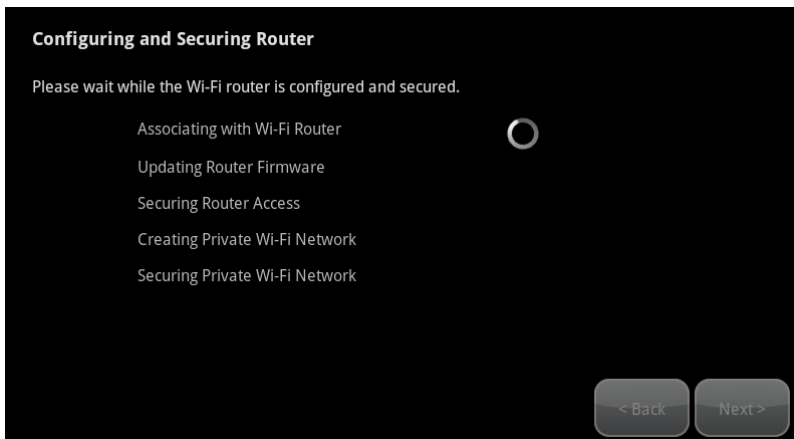 Configuring and Securing Router
Please wait while the Wi-Fi router is configured and secured.
Associating with Wi-Fi Router
Updating Router Firmware
Securing Router Access
Creating Private Wi-Fi Network
Securing Private Wi-Fi Network
< Back Next >